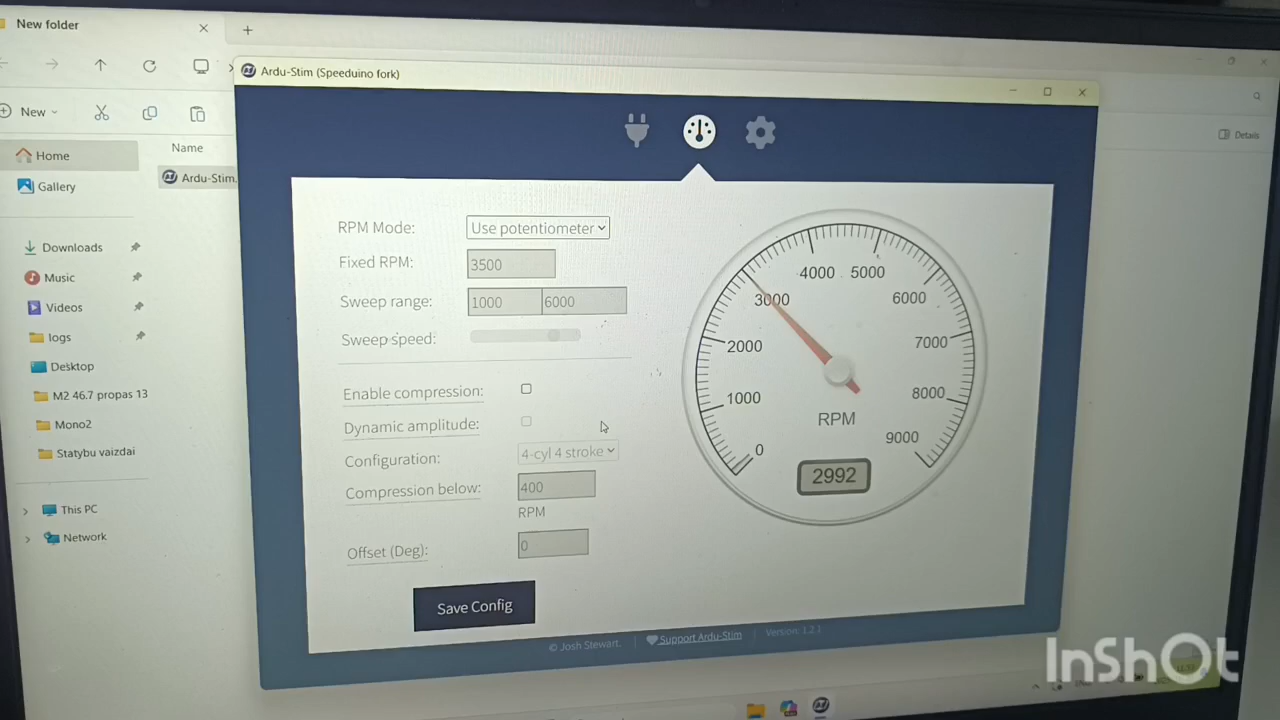 New folder
Ardu-Stim (Speeduino fork)
New
Details
Home
Name
Gallery
Ardu-Stim.
Downloads
Music
Videos
logs
Desktop
M2 46.7 propas 13
Mono2
Statybu vaizdai
This PC
Network
RPM Mode:
Use potentiometer
Fixed RPM:
3500
Sweep range:
1000
6000
Sweep speed:
Enable compression:
Dynamic amplitude:
Configuration:
4-cyl 4 stroke
Compression below:
400
RPM
Offset (Deg):
0
Save Config
0
1000
2000
3000
4000
5000
6000
7000
8000
9000
RPM
2992
© Josh Stewart.
Support Ardu-Stim
Version: 1.2.1
InShOt